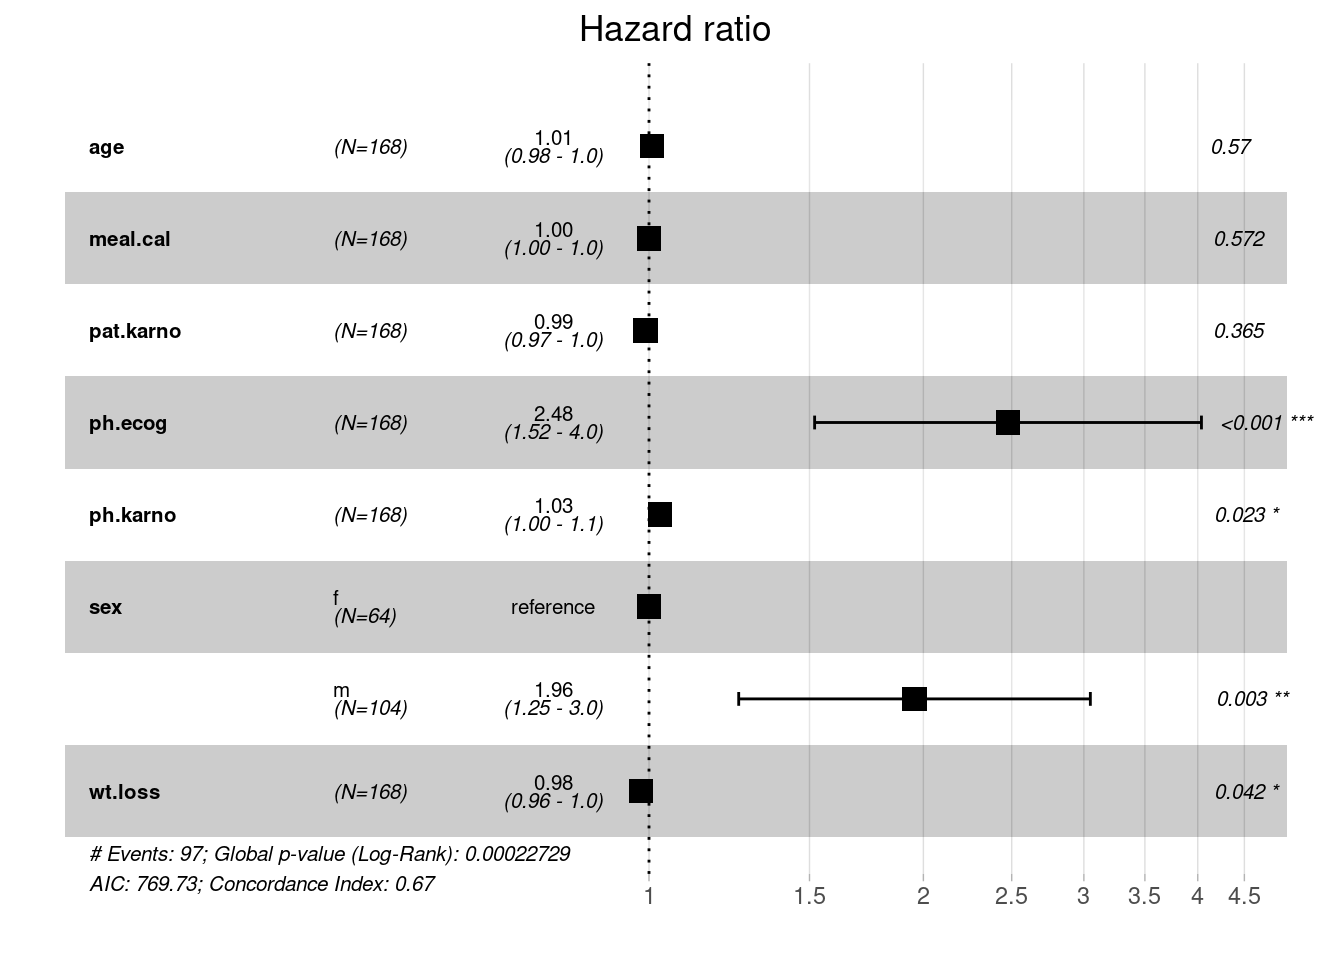 Hazard ratio
age (N=168) 1.01 (0.98 - 1.0) 0.57
meal.cal (N=168) 1.00 (1.00 - 1.0) 0.572
pat.karno (N=168) 0.99 (0.97 - 1.0) 0.365
ph.ecog (N=168) 2.48 (1.52 - 4.0) <0.001 ***
ph.karno (N=168) 1.03 (1.00 - 1.1) 0.023 *
sex f (N=64) reference
m (N=104) 1.96 (1.25 - 3.0) 0.003 **
wt.loss (N=168) 0.98 (0.96 - 1.0) 0.042 *
# Events: 97; Global p-value (Log-Rank): 0.00022729
AIC: 769.73; Concordance Index: 0.67
1 1.5 2 2.5 3 3.5 4 4.5